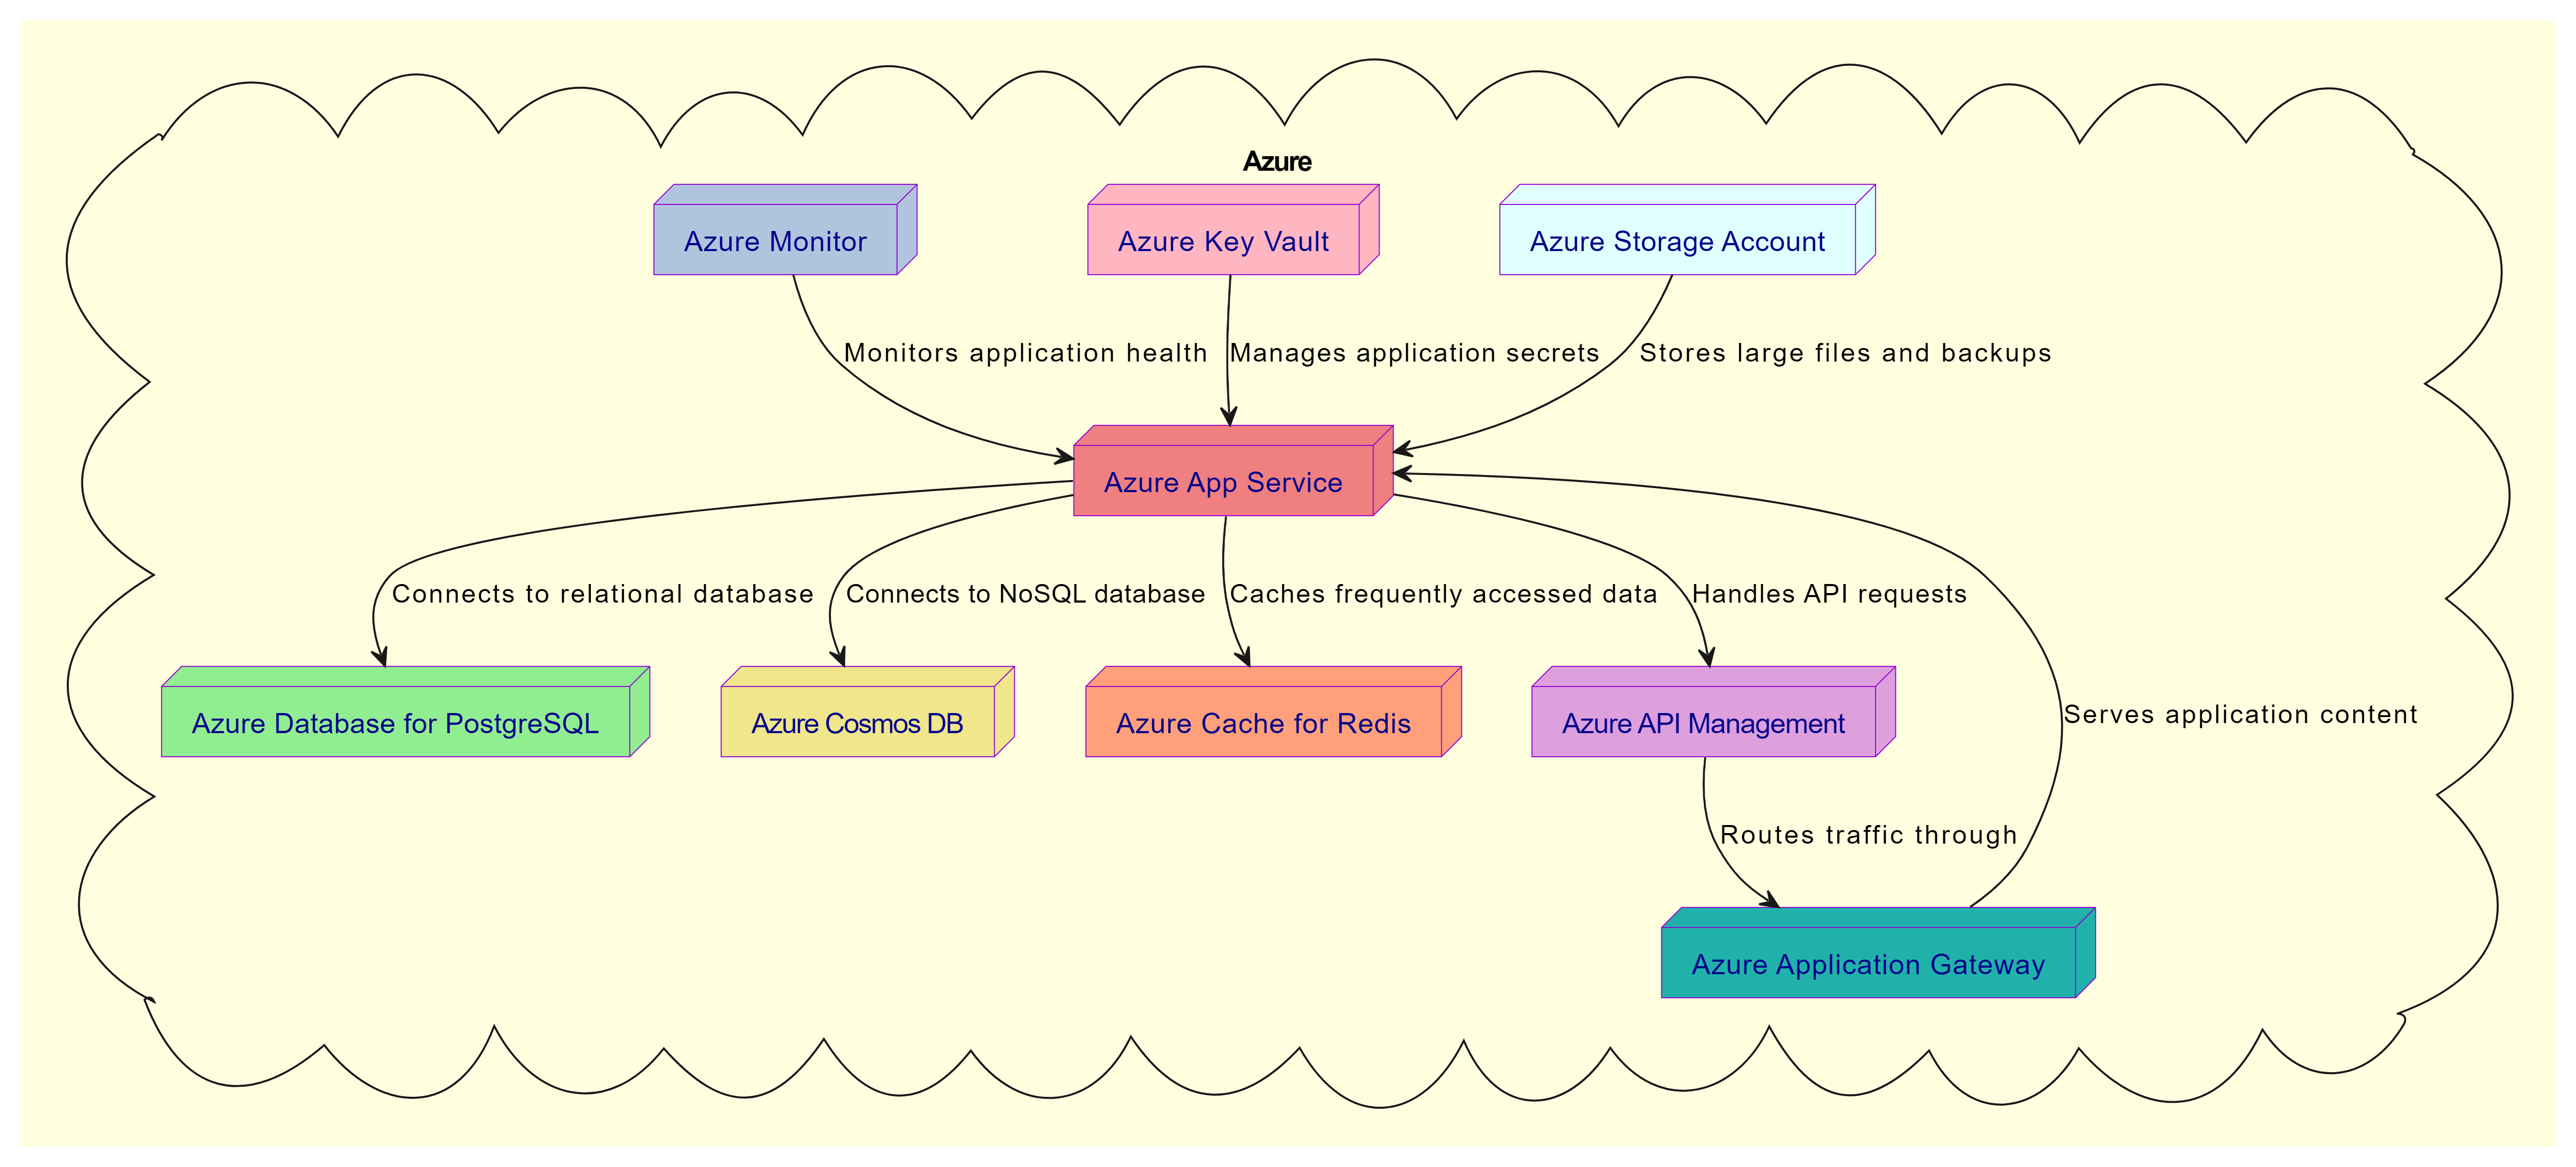 Azure
Azure Monitor
Azure Key Vault
Azure Storage Account
Monitors application health
Manages application secrets
Stores large files and backups
Azure App Service
Connects to relational database
Connects to NoSQL database
Caches frequently accessed data
Handles API requests
Azure Database for PostgreSQL
Azure Cosmos DB
Azure Cache for Redis
Azure API Management
Serves application content
Routes traffic through
Azure Application Gateway